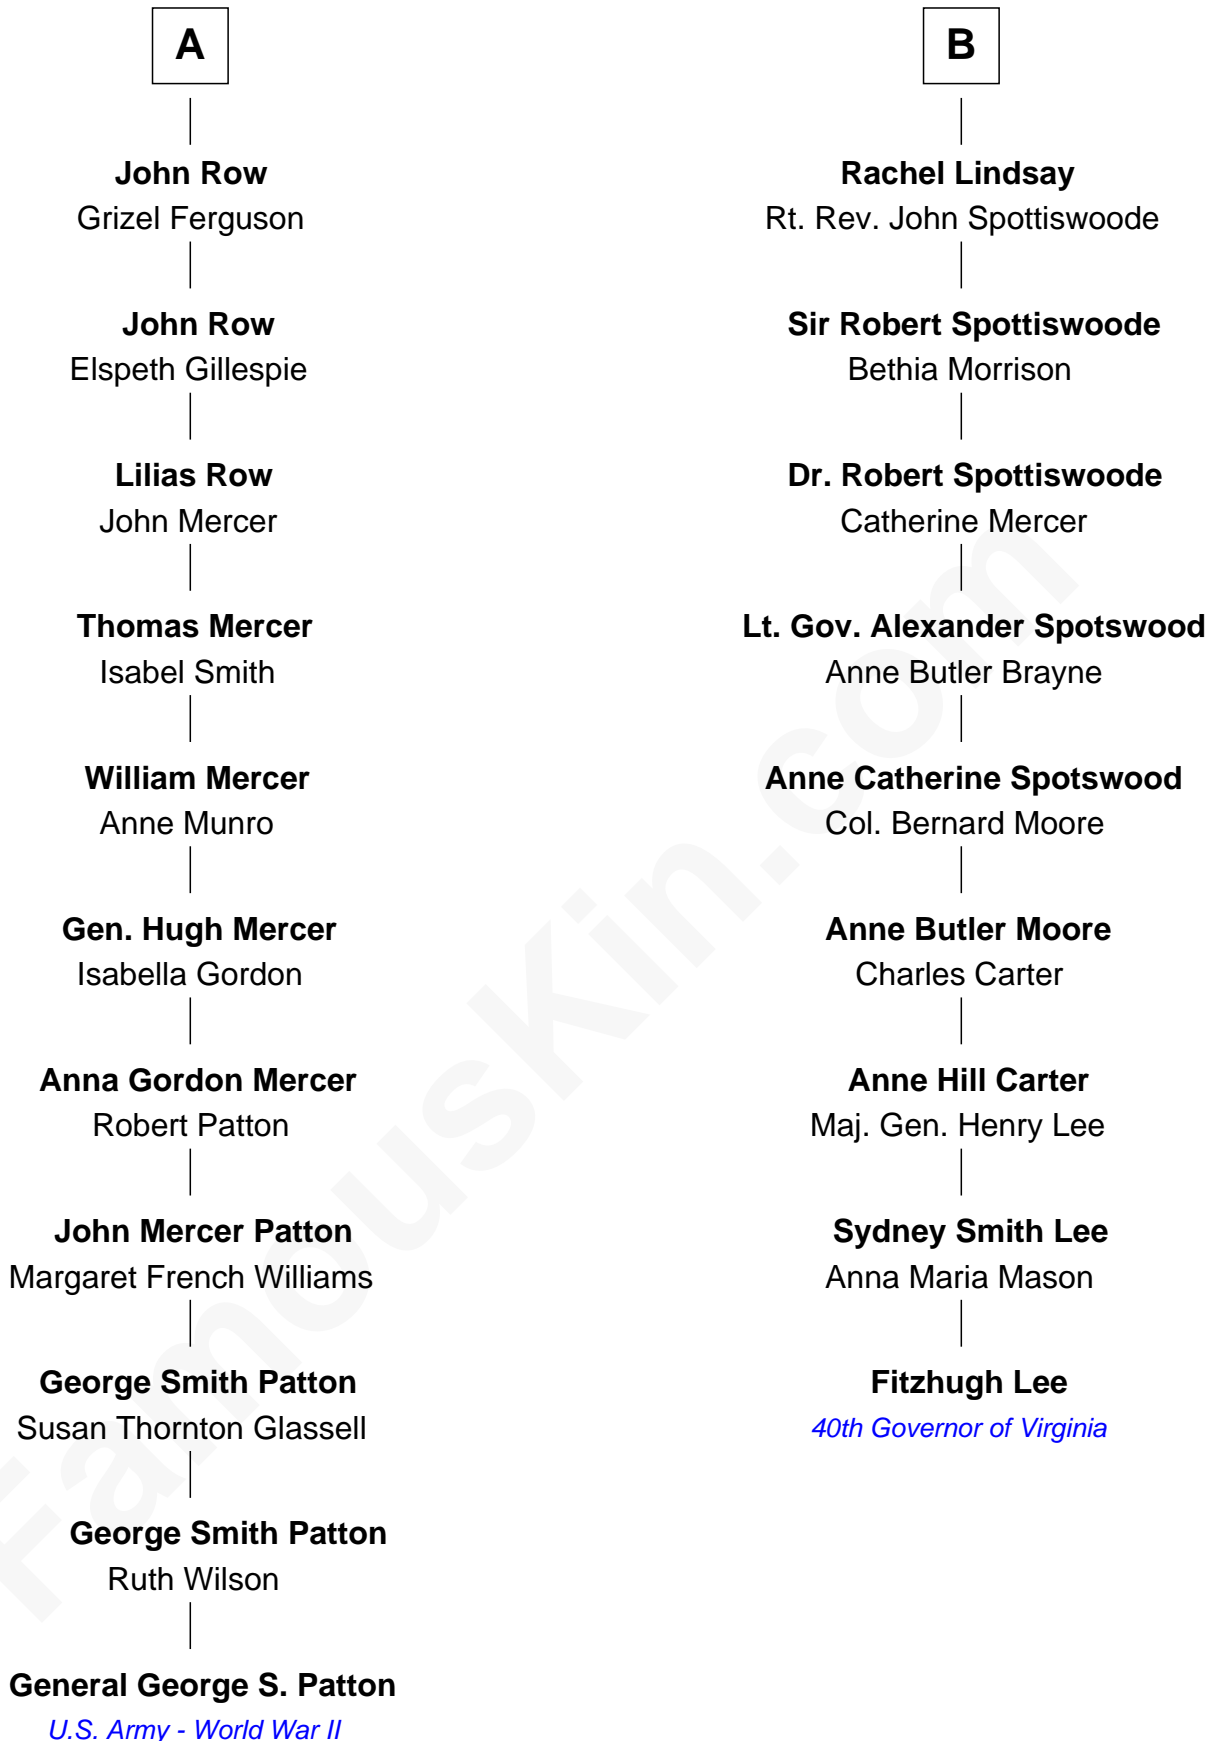 A
John Row
Grizel Ferguson
John Row
Elspeth Gillespie
Lilias Row
John Mercer
Thomas Mercer
Isabel Smith
William Mercer
Anne Munro
Gen. Hugh Mercer
Isabella Gordon
Anna Gordon Mercer
Robert Patton
John Mercer Patton
Margaret French Williams
George Smith Patton
Susan Thornton Glassell
George Smith Patton
Ruth Wilson
General George S. Patton
U.S. Army - World War II
B
Rachel Lindsay
Rt. Rev. John Spottiswoode
Sir Robert Spottiswoode
Bethia Morrison
Dr. Robert Spottiswoode
Catherine Mercer
Lt. Gov. Alexander Spotswood
Anne Butler Brayne
Anne Catherine Spotswood
Col. Bernard Moore
Anne Butler Moore
Charles Carter
Anne Hill Carter
Maj. Gen. Henry Lee
Sydney Smith Lee
Anna Maria Mason
Fitzhugh Lee
40th Governor of Virginia
FamousKin.com